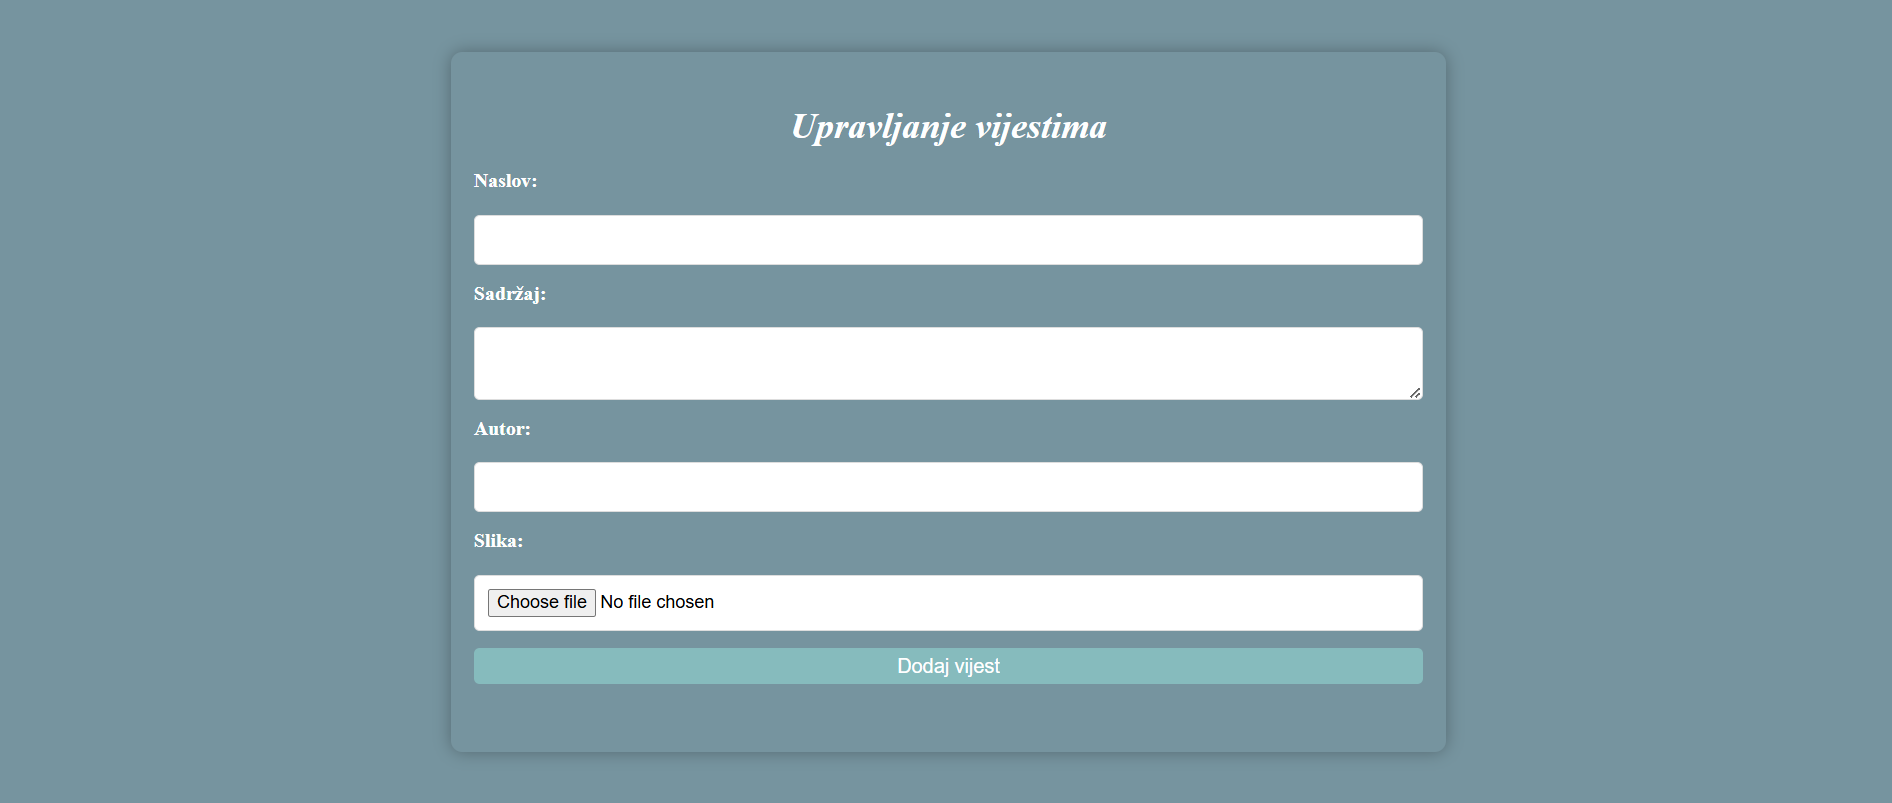 Upravljanje vijestima
Naslov:
Sadržaj:
Autor:
Slika:
Choose file No file chosen
Dodaj vijest